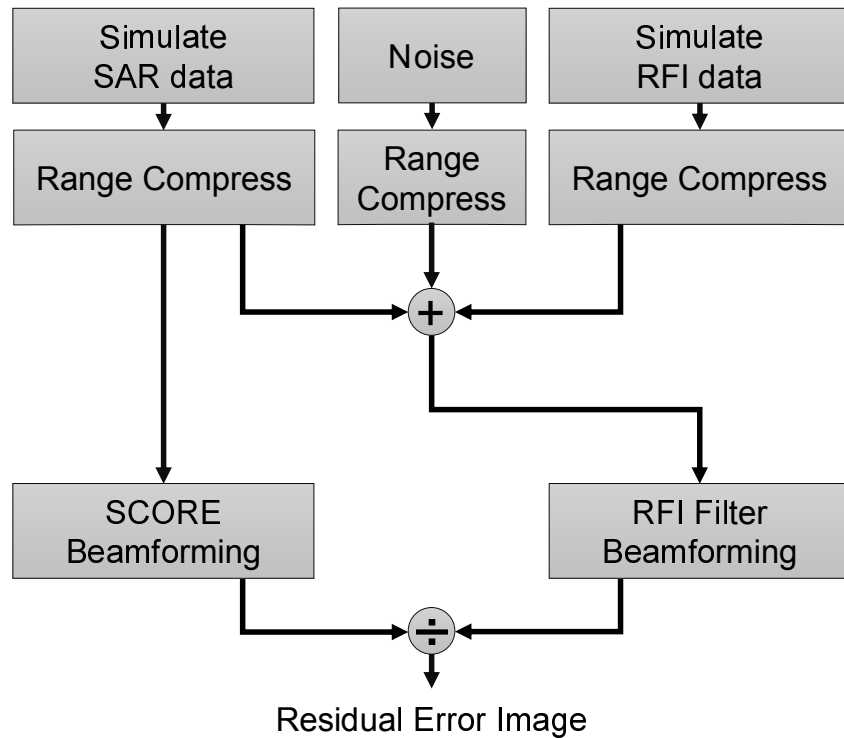 Simulate
SAR data
Noise
Simulate
RFI data
Range Compress
Range
Compress
Range Compress
+
SCORE
Beamforming
RFI Filter
Beamforming
÷
Residual Error Image